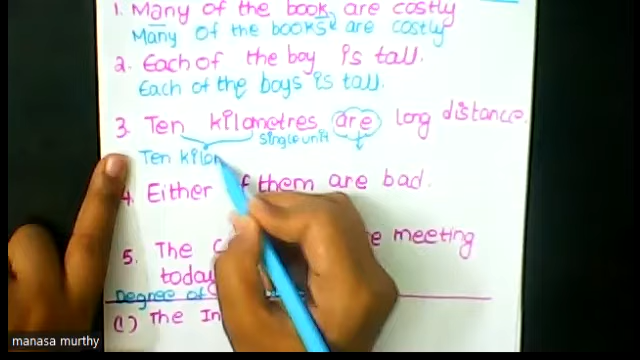 1. Many of the book are costly
Many of the books are costly
2. Each of the boy is tall.
Each of the boys is tall.
3. Ten kilometres are long distance.
single unit
Ten kilom
4. Either of them are bad.
5. The meeting
today
Degree of
(1) The In
manasa murthy